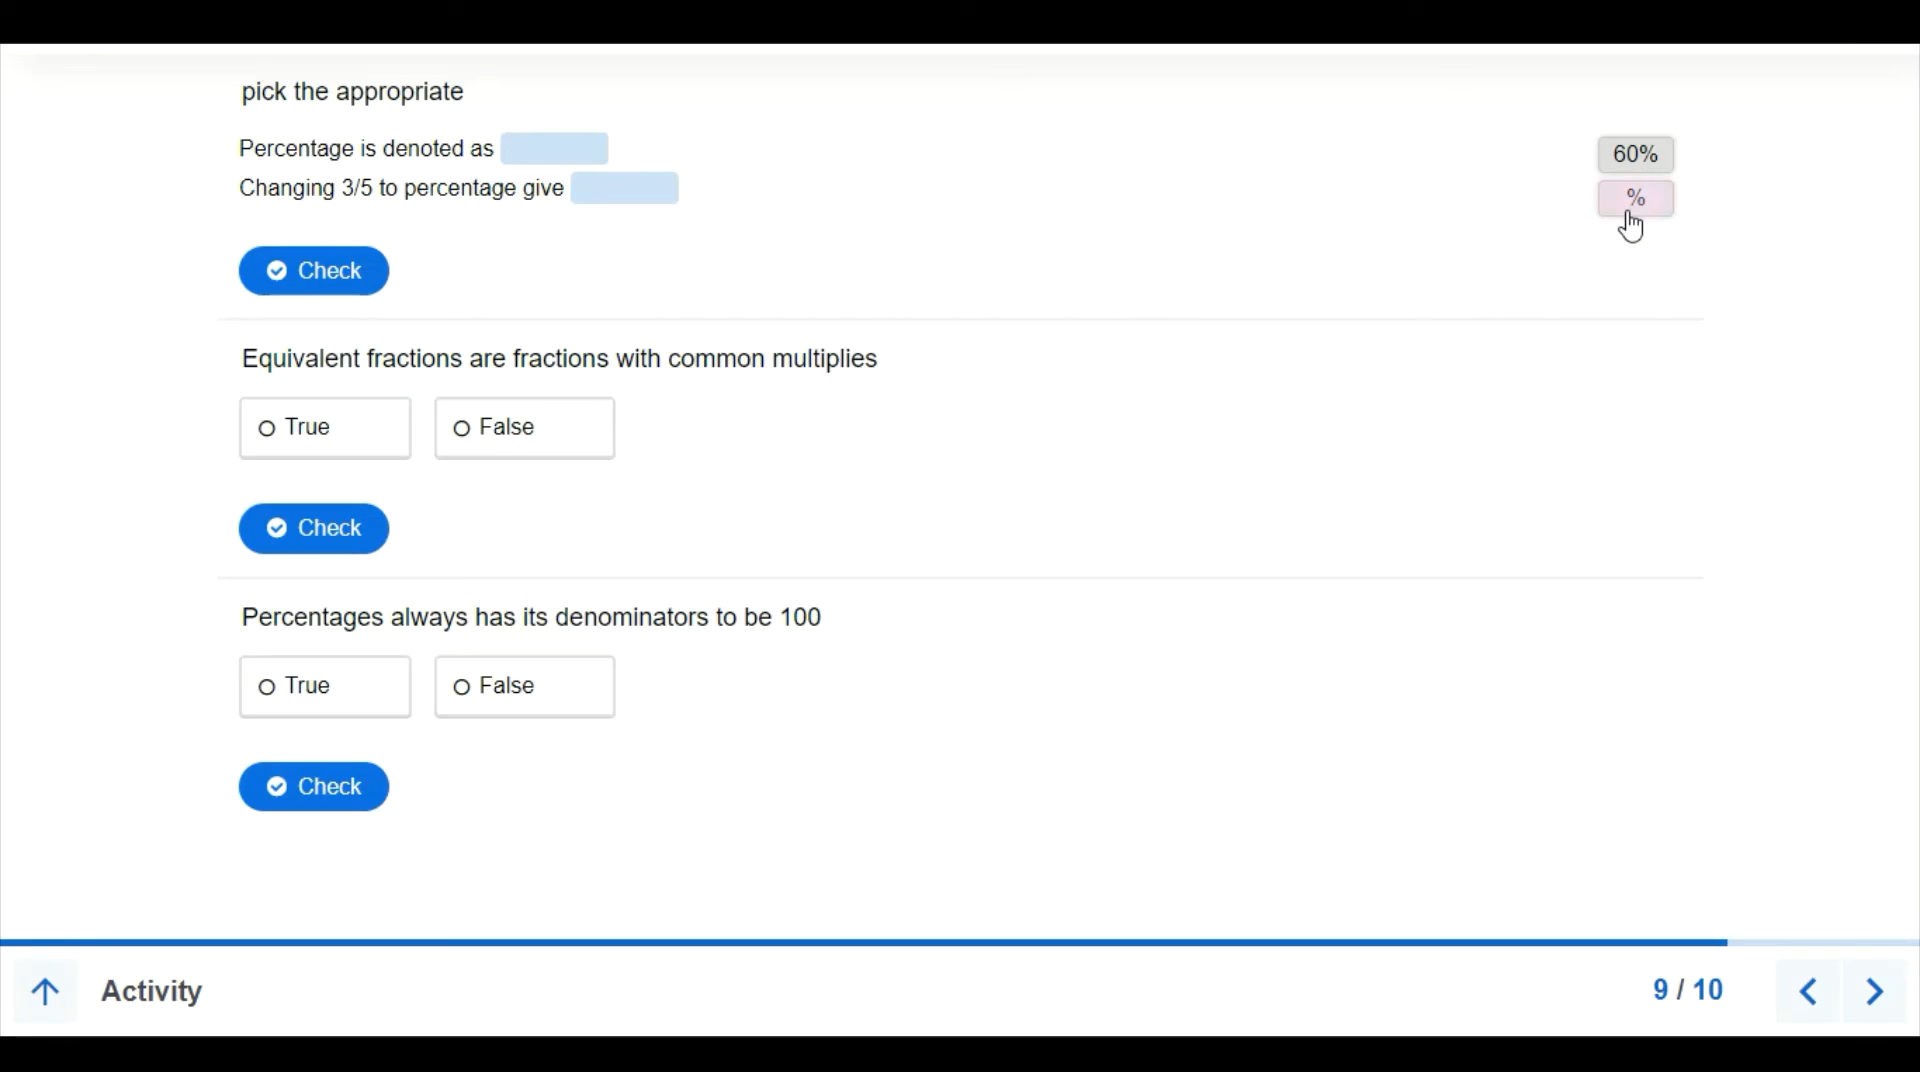 pick the appropriate
Percentage is denoted as
60%
Changing 3/5 to percentage give
%
Check
Equivalent fractions are fractions with common multiplies
True
False
Check
Percentages always has its denominators to be 100
True
False
Check
Activity
9 / 10